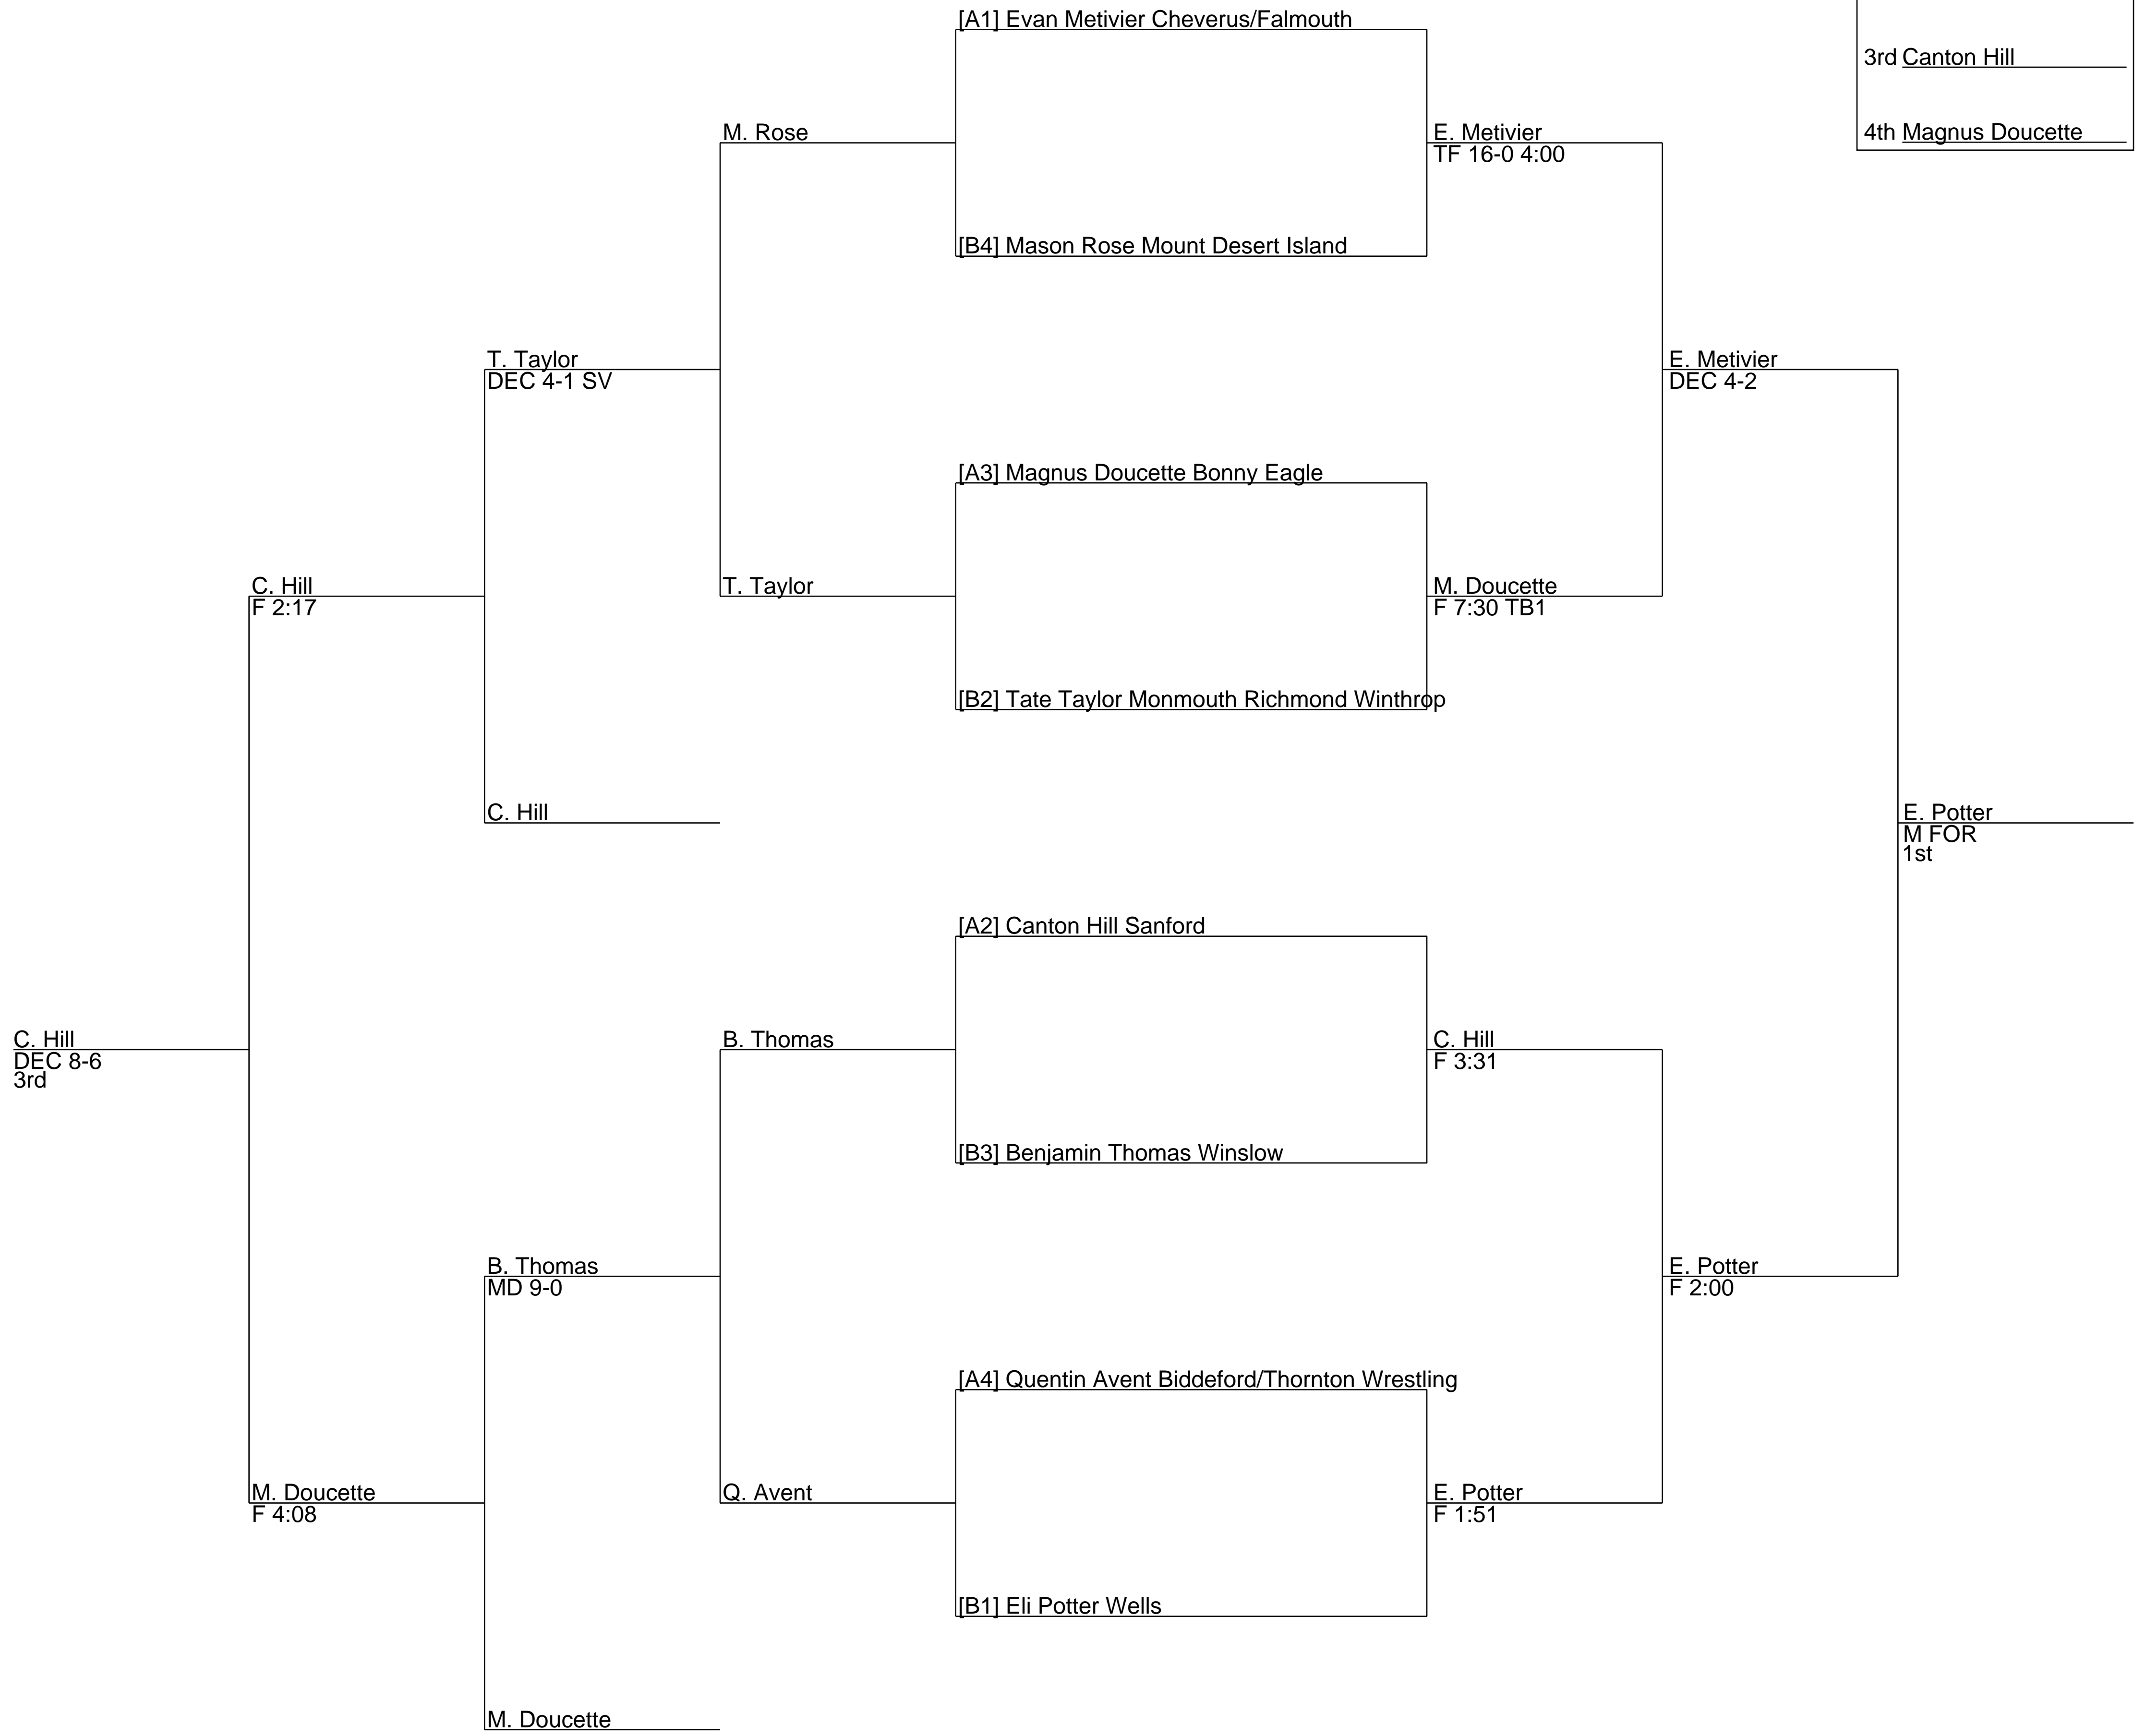 [A1] Evan Metivier Cheverus/Falmouth
3rd Canton Hill
M. Rose
E. Metivier
TF 16-0 4:00
4th Magnus Doucette
[B4] Mason Rose Mount Desert Island
T. Taylor
DEC 4-1 SV
E. Metivier
DEC 4-2
[A3] Magnus Doucette Bonny Eagle
C. Hill
F 2:17
T. Taylor
M. Doucette
F 7:30 TB1
[B2] Tate Taylor Monmouth Richmond Winthrop
C. Hill
E. Potter
M FOR
1st
[A2] Canton Hill Sanford
C. Hill
DEC 8-6
3rd
B. Thomas
C. Hill
F 3:31
[B3] Benjamin Thomas Winslow
B. Thomas
MD 9-0
E. Potter
F 2:00
[A4] Quentin Avent Biddeford/Thornton Wrestling
M. Doucette
F 4:08
Q. Avent
E. Potter
F 1:51
[B1] Eli Potter Wells
M. Doucette